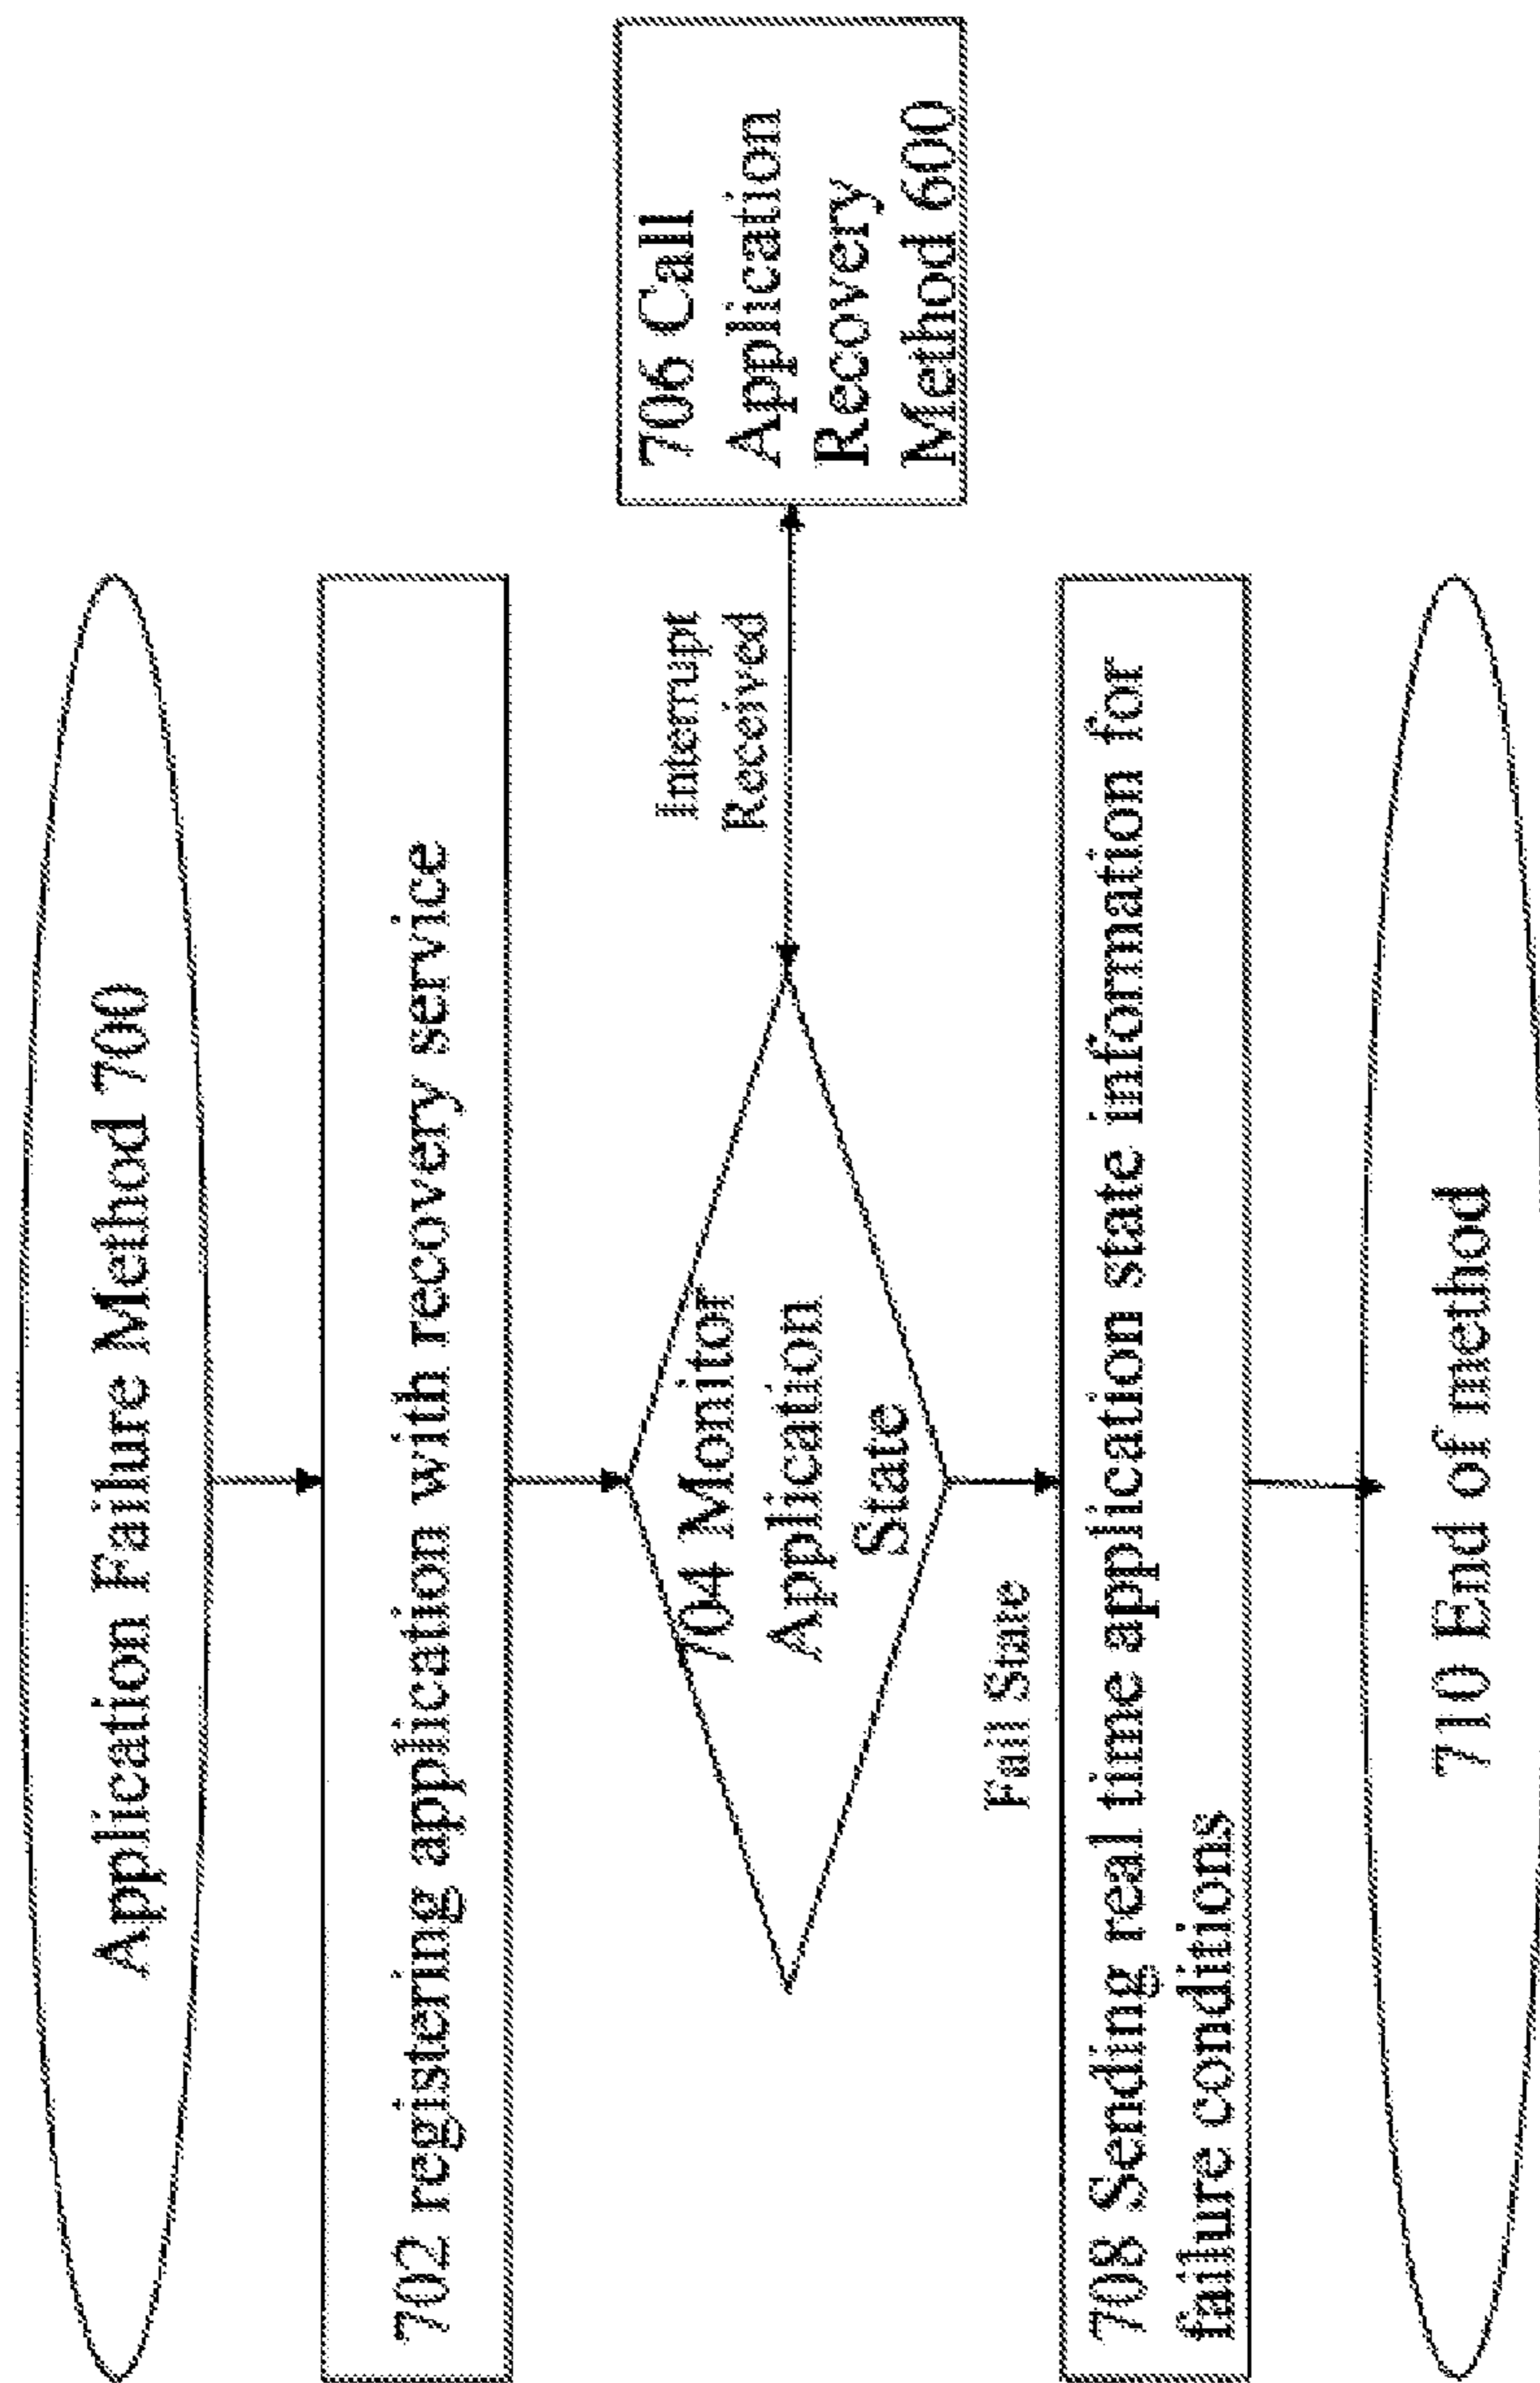 Application Failure Method 700
702 registering application with recovery service
704 Monitor
Application
State
Interrupt
Received
706 Call
Application
Recovery
Method 600
Fail State
708 Sending real time application state information for
failure conditions
710 End of method